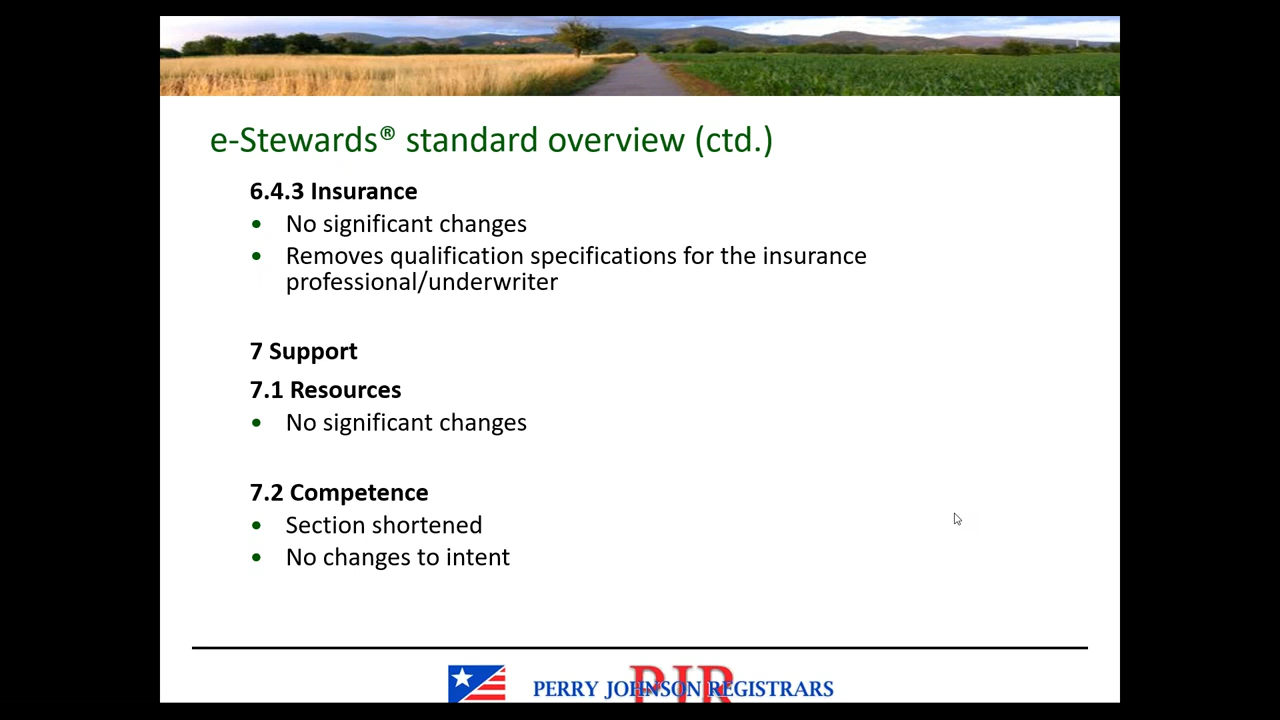 e-Stewards® standard overview (ctd.)
6.4.3 Insurance
• No significant changes
• Removes qualification specifications for the insurance
professional/underwriter
7 Support
7.1 Resources
• No significant changes
7.2 Competence
• Section shortened
• No changes to intent
PJR
PERRY JOHNSON REGISTRARS